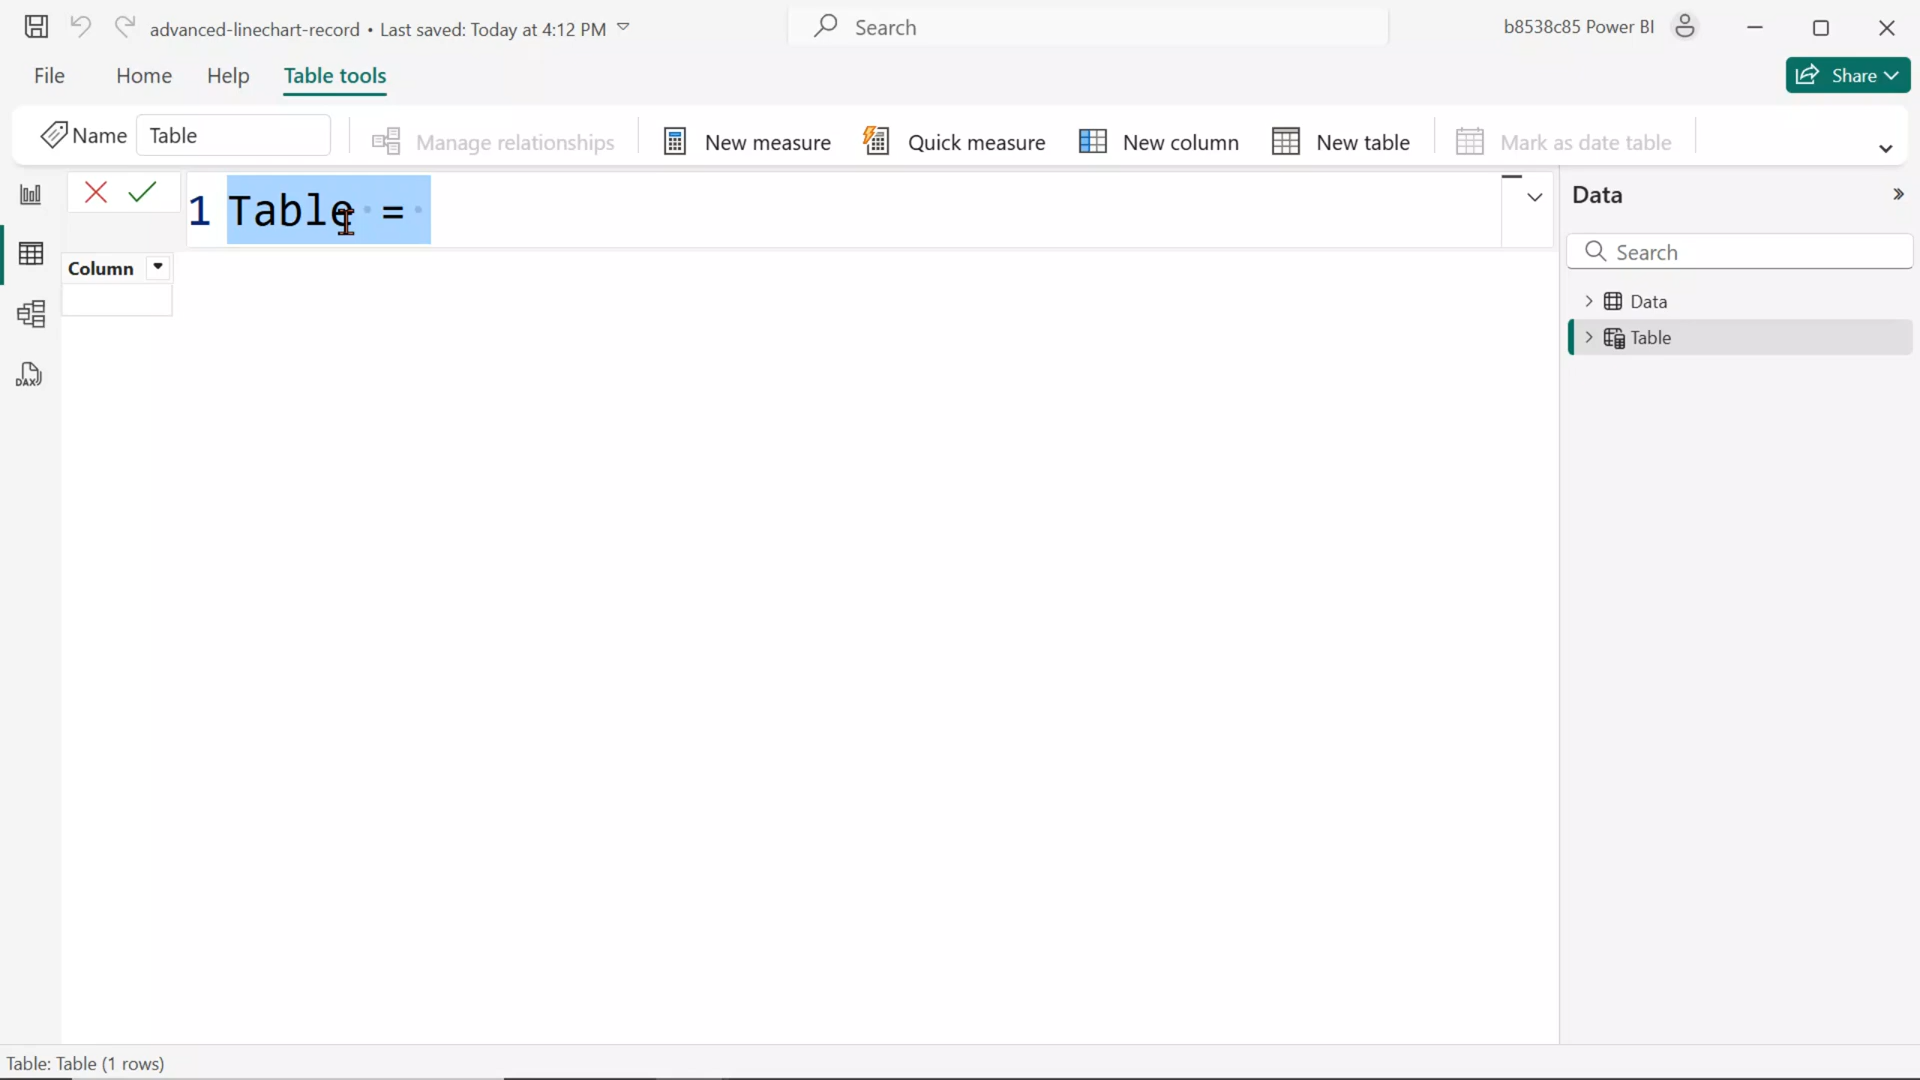 advanced-linechart-record • Last saved: Today at 4:12 PM
Search
b8538c85 Power BI
File
Home
Help
Table tools
Share
Name
Table
Manage relationships
New measure
Quick measure
New column
New table
Mark as date table
1 Table =
Data
Column
Search
Data
Table
DAX
Table: Table (1 rows)